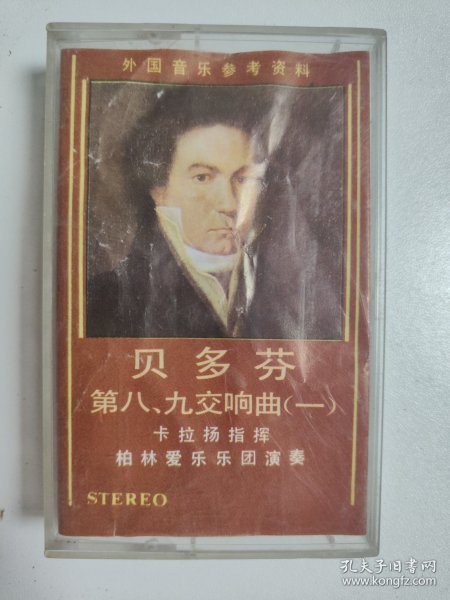 外国音乐参考资料
贝多芬
第八、九交响曲(一)
卡拉扬指挥
柏林爱乐乐团演奏
STEREO
孔夫子旧书网
www.kongfz.com